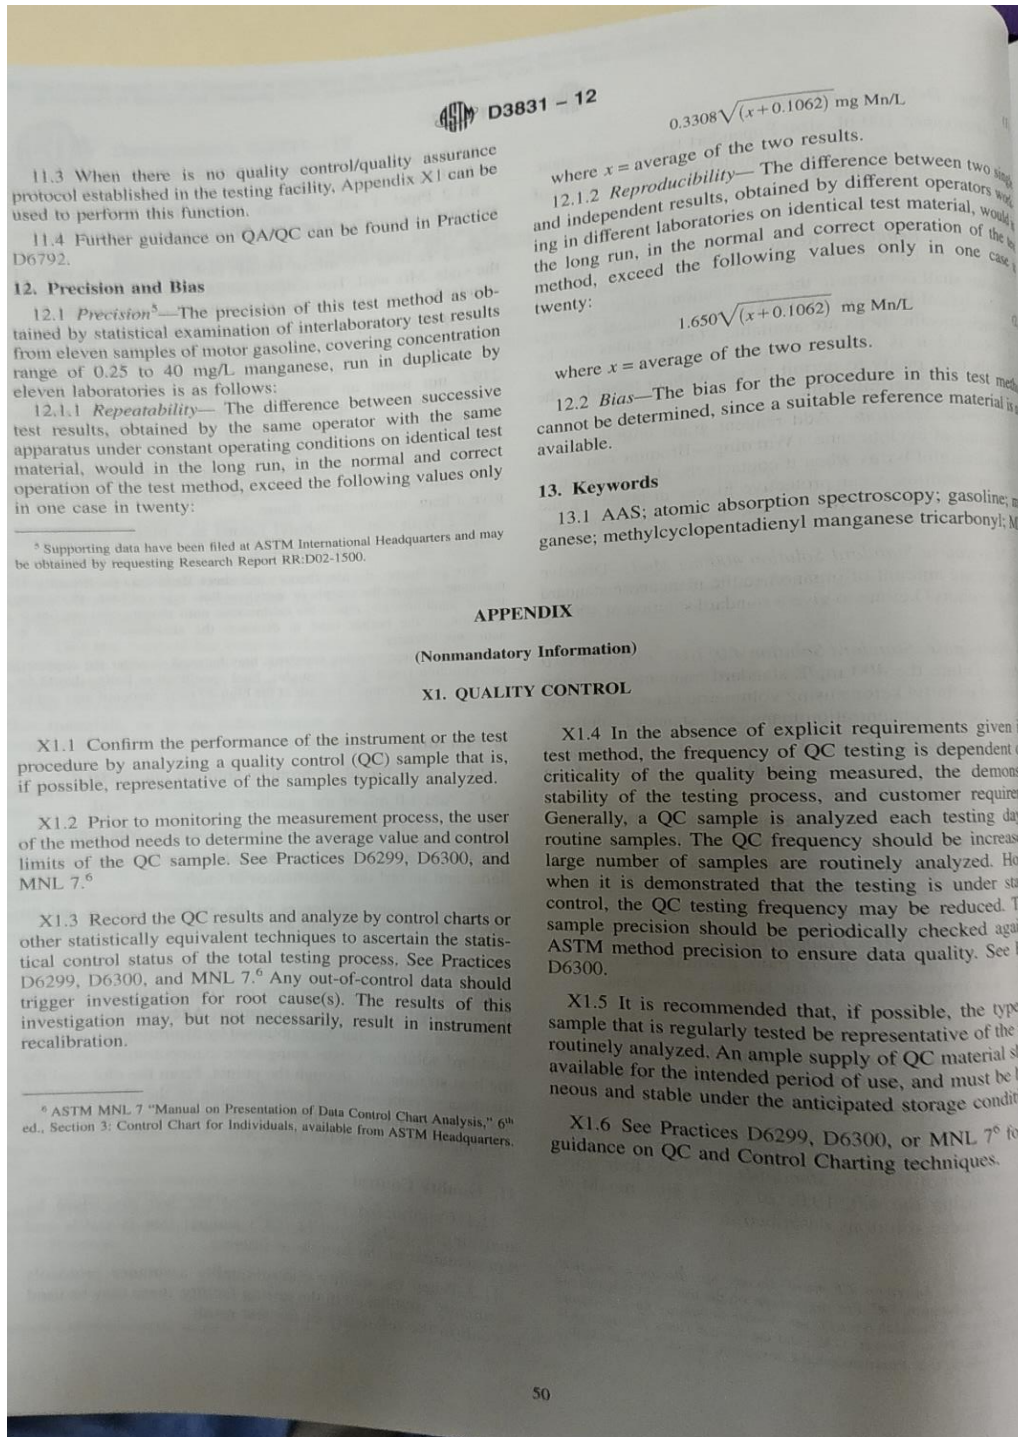 ASTM D3831 – 12
11.3 When there is no quality control/quality assurance
protocol established in the testing facility, Appendix X1 can be
used to perform this function.
11.4 Further guidance on QA/QC can be found in Practice
D6792.
12. Precision and Bias
12.1 Precision⁵—The precision of this test method as ob-
tained by statistical examination of interlaboratory test results
from eleven samples of motor gasoline, covering concentration
range of 0.25 to 40 mg/L manganese, run in duplicate by
eleven laboratories is as follows:
12.1.1 Repeatability— The difference between successive
test results, obtained by the same operator with the same
apparatus under constant operating conditions on identical test
material, would in the long run, in the normal and correct
operation of the test method, exceed the following values only
in one case in twenty:
⁵ Supporting data have been filed at ASTM International Headquarters and may
be obtained by requesting Research Report RR:D02-1500.
0.3308√(x+0.1062) mg Mn/L
where x = average of the two results.
12.1.2 Reproducibility— The difference between two
and independent results, obtained by different operators
ing in different laboratories on identical test material, would
the long run, in the normal and correct operation of the
method, exceed the following values only in one case
twenty:
1.650√(x+0.1062) mg Mn/L
where x = average of the two results.
12.2 Bias—The bias for the procedure in this test
cannot be determined, since a suitable reference material is
available.
13. Keywords
13.1 AAS; atomic absorption spectroscopy; gasoline;
ganese; methylcyclopentadienyl manganese tricarbonyl;
APPENDIX
(Nonmandatory Information)
X1. QUALITY CONTROL
X1.1 Confirm the performance of the instrument or the test
procedure by analyzing a quality control (QC) sample that is,
if possible, representative of the samples typically analyzed.
X1.2 Prior to monitoring the measurement process, the user
of the method needs to determine the average value and control
limits of the QC sample. See Practices D6299, D6300, and
MNL 7.⁶
X1.3 Record the QC results and analyze by control charts or
other statistically equivalent techniques to ascertain the statis-
tical control status of the total testing process. See Practices
D6299, D6300, and MNL 7.⁶ Any out-of-control data should
trigger investigation for root cause(s). The results of this
investigation may, but not necessarily, result in instrument
recalibration.
⁶ ASTM MNL 7 “Manual on Presentation of Data Control Chart Analysis,” 6th
ed., Section 3: Control Chart for Individuals, available from ASTM Headquarters.
X1.4 In the absence of explicit requirements given
test method, the frequency of QC testing is dependent
criticality of the quality being measured, the
stability of the testing process, and customer
Generally, a QC sample is analyzed each testing
routine samples. The QC frequency should be
large number of samples are routinely analyzed.
when it is demonstrated that the testing is under
control, the QC testing frequency may be reduced.
sample precision should be periodically checked
ASTM method precision to ensure data quality. See
D6300.
X1.5 It is recommended that, if possible, the type
sample that is regularly tested be representative of the
routinely analyzed. An ample supply of QC material
available for the intended period of use, and must be
neous and stable under the anticipated storage
X1.6 See Practices D6299, D6300, or MNL 7⁶
guidance on QC and Control Charting techniques.
50